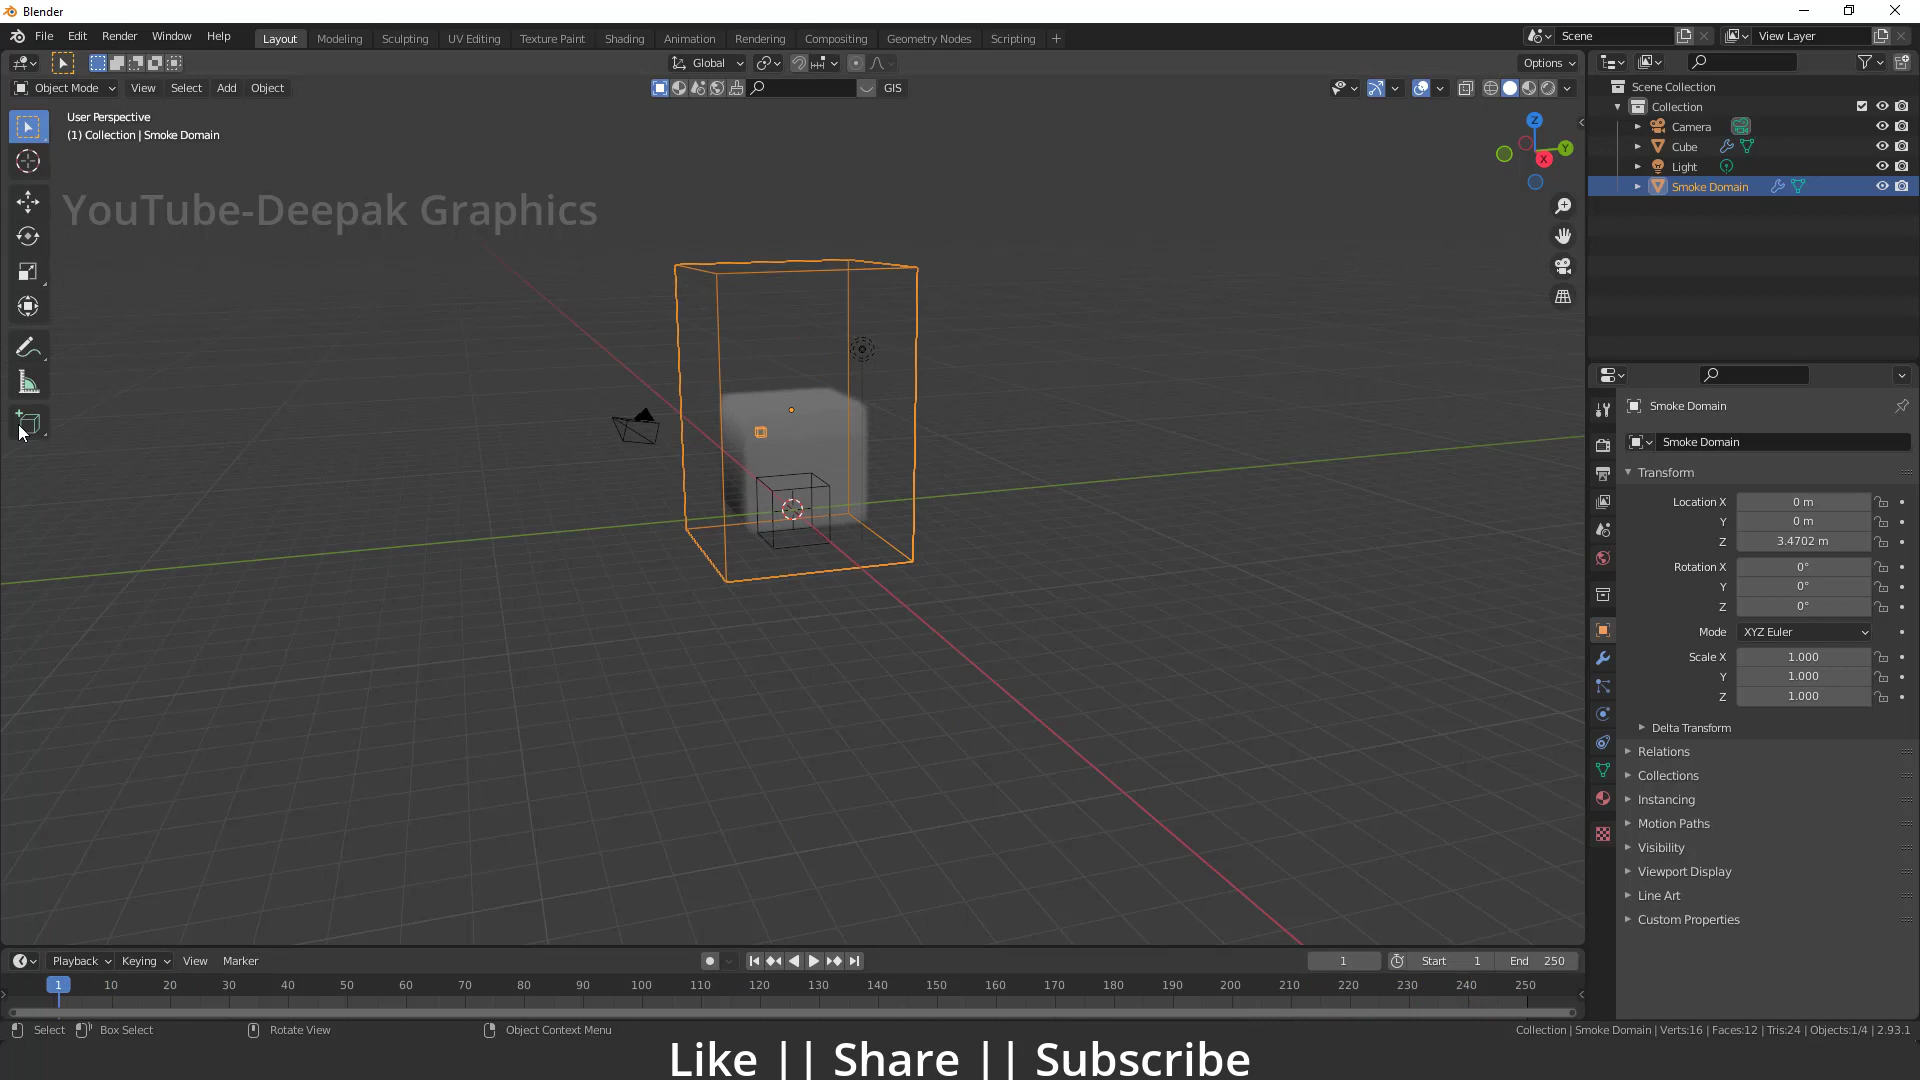 Blender
File Edit Render Window Help
Layout Modeling Sculpting UV Editing Texture Paint Shading Animation Rendering Compositing Geometry Nodes Scripting +
Scene
View Layer
Global
Options
Object Mode View Select Add Object
GIS
User Perspective
(1) Collection | Smoke Domain
YouTube-Deepak Graphics
Z
Y
X
Scene Collection
Collection
Camera
Cube
Light
Smoke Domain
Smoke Domain
Smoke Domain
Transform
Location X 0 m
Y 0 m
Z 3.4702 m
Rotation X 0°
Y 0°
Z 0°
Mode XYZ Euler
Scale X 1.000
Y 1.000
Z 1.000
Delta Transform
Relations
Collections
Instancing
Motion Paths
Visibility
Viewport Display
Line Art
Custom Properties
Playback Keying View Marker
1 Start 1 End 250
1 10 20 30 40 50 60 70 80 90 100 110 120 130 140 150 160 170 180 190 200 210 220 230 240 250
Select Box Select Rotate View Object Context Menu
Collection | Smoke Domain | Verts:16 | Faces:12 | Tris:24 | Objects:1/4 | 2.93.1
Like || Share || Subscribe